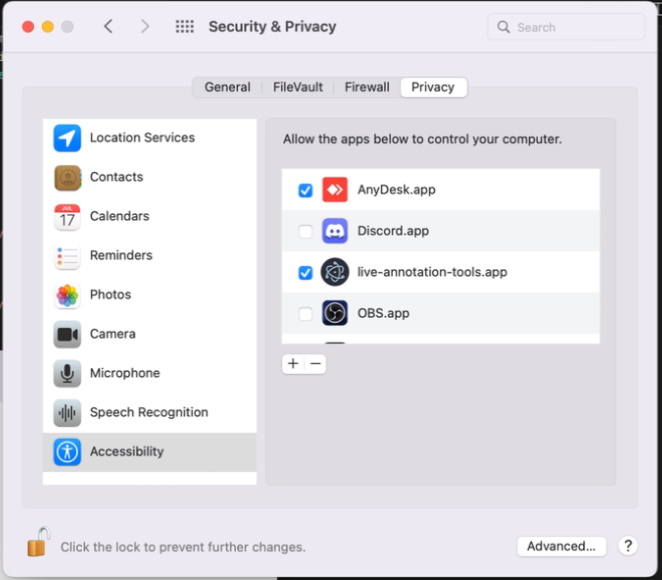 Security & Privacy
Search
General FileVault Firewall Privacy
Location Services
Contacts
JUL
17
Calendars
Reminders
Photos
Camera
Microphone
Speech Recognition
Accessibility
Allow the apps below to control your computer.
AnyDesk.app
Discord.app
live-annotation-tools.app
OBS.app
+ −
Click the lock to prevent further changes.
Advanced... ?